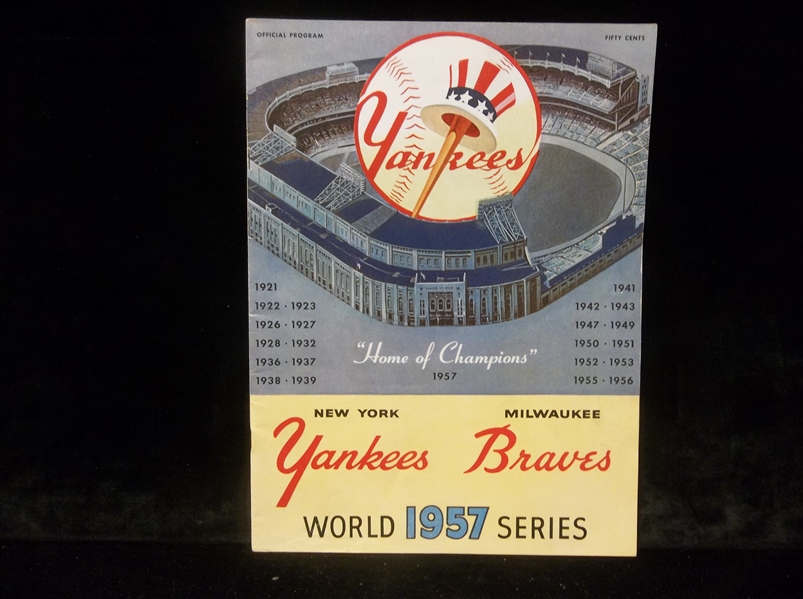 OFFICIAL PROGRAM
FIFTY CENTS
Yankees
1921
1922 · 1923
1926 · 1927
1928 · 1932
1936 · 1937
1938 · 1939
1941
1942 · 1943
1947 · 1949
1950 · 1951
1952 · 1953
1955 · 1956
"Home of Champions"
1957
NEW YORK
Yankees
MILWAUKEE
Braves
WORLD 1957 SERIES